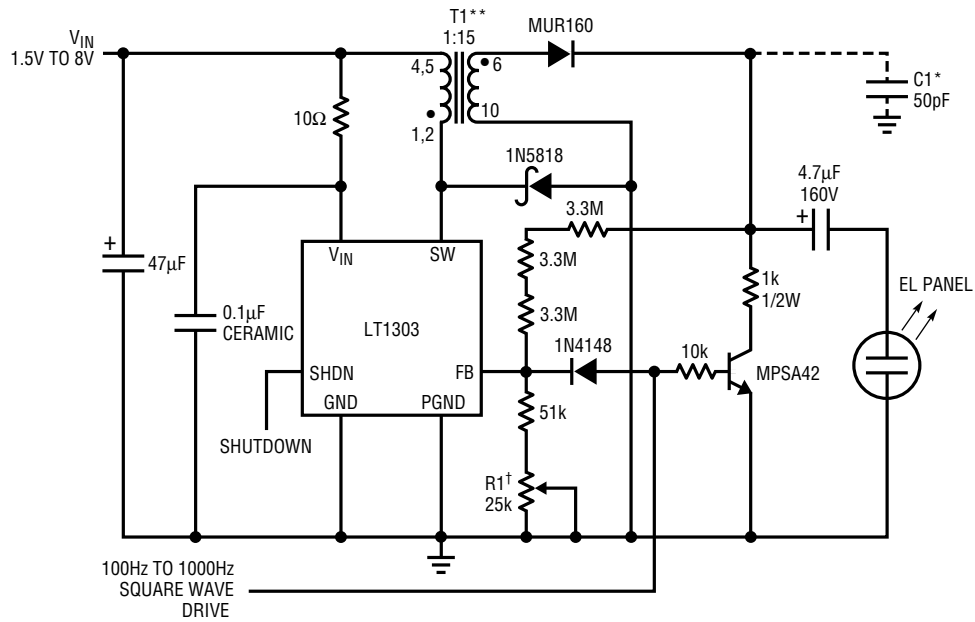 T1**
1:15
MUR160
VIN
1.5V TO 8V
4,5
6
C1*
50pF
10Ω
10
1,2
1N5818
4.7µF
160V
+
3.3M
VIN
SW
3.3M
1k
1/2W
EL PANEL
+
47µF
0.1µF
CERAMIC
3.3M
LT1303
1N4148
10k
MPSA42
SHDN
FB
GND
PGND
51k
SHUTDOWN
R1†
25k
100Hz TO 1000Hz
SQUARE WAVE
DRIVE